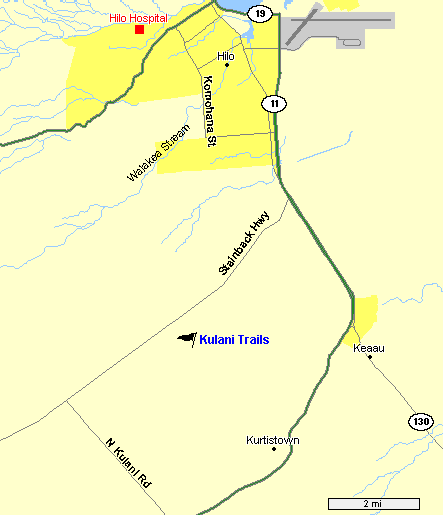 19
Hilo Hospital
Hilo
Komohana St
11
Waiakea Stream
Stainback Hwy
Kulani Trails
Keaau
130
Kurtistown
N Kulani Rd
2 mi